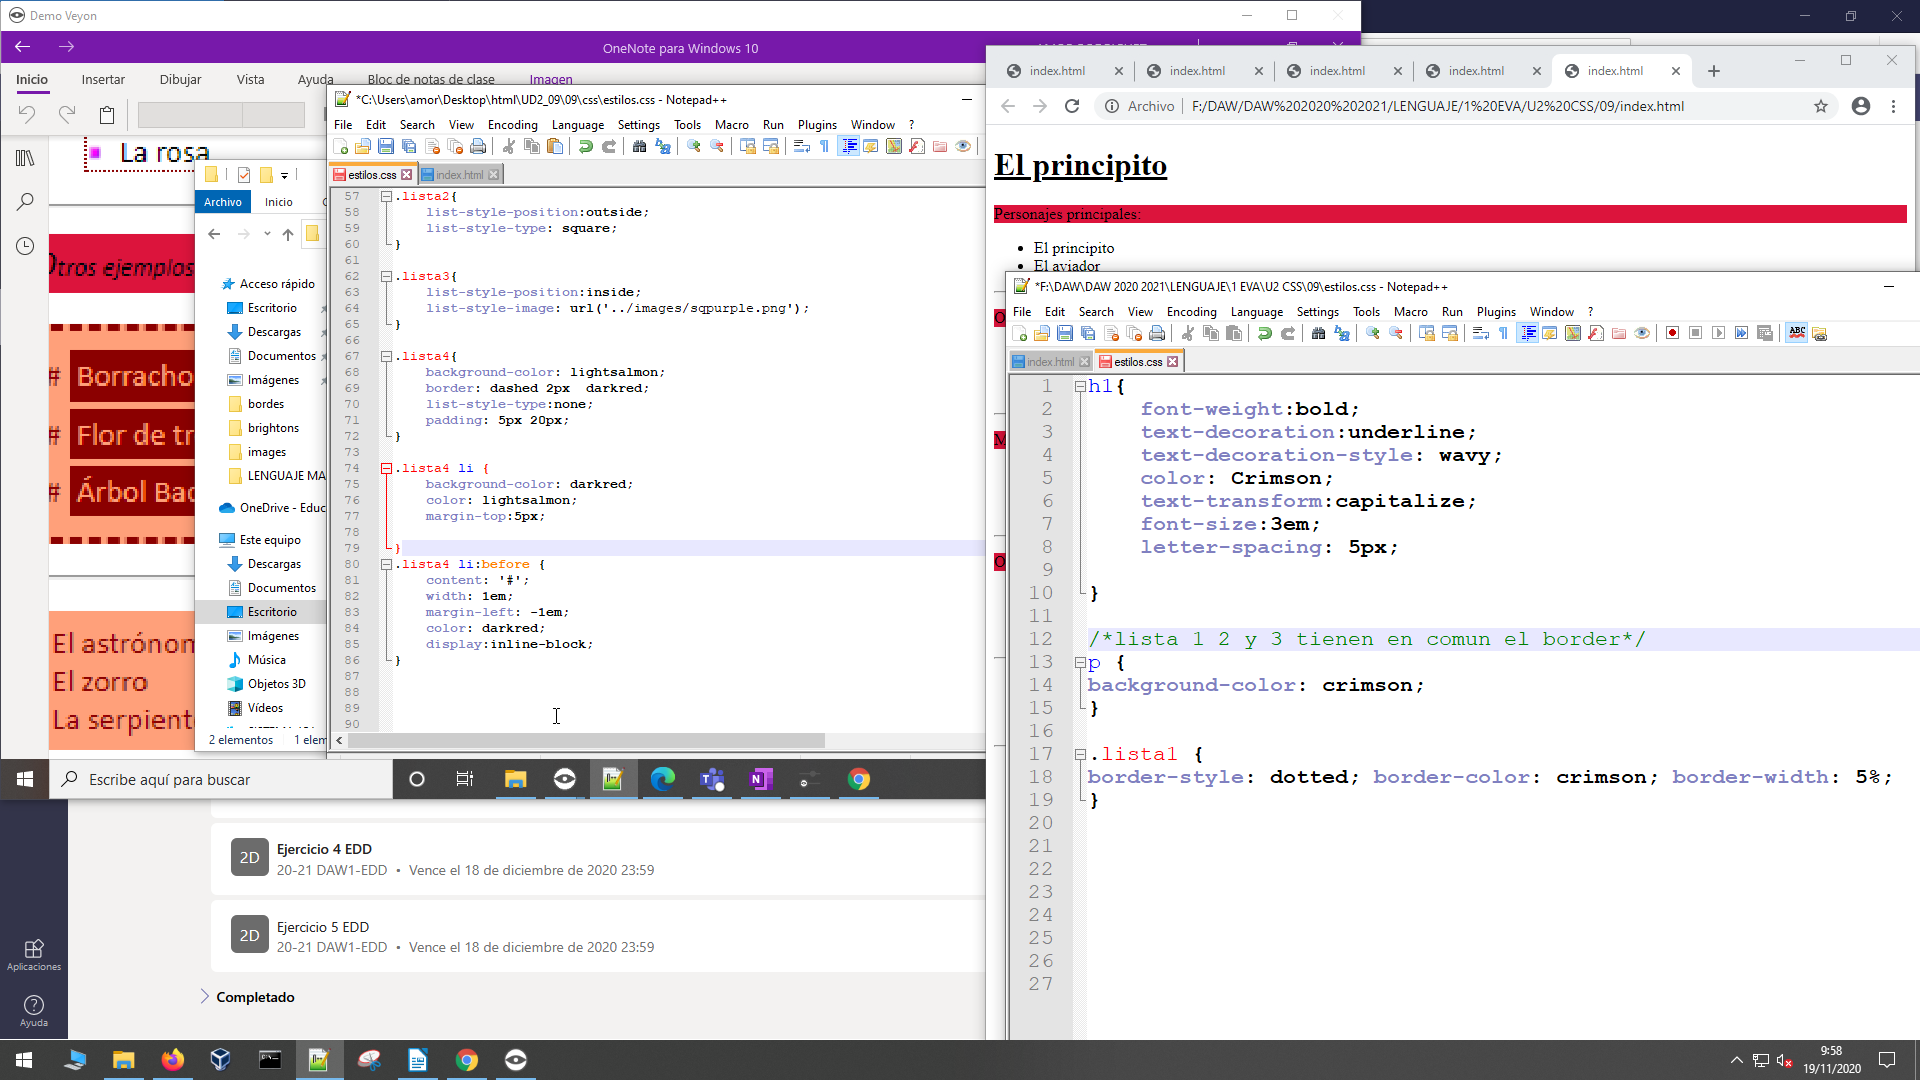 Demo Veyon
OneNote para Windows 10
Inicio Insertar Dibujar Vista Ayuda Bloc de notas de clase Imagen
La rosa
Otros ejemplos
# Borracho
# Flor de tr
# Árbol Bao
El astrónom
El zorro
La serpiente
Archivo Inicio
Acceso rápido
Escritorio
Descargas
Documentos
Imágenes
bordes
brightons
images
LENGUAJE MA
OneDrive - Educ
Este equipo
Descargas
Documentos
Escritorio
Imágenes
Música
Objetos 3D
Vídeos
2 elementos 1 elem
*C:\Users\amor\Desktop\html\UD2_09\09\css\estilos.css - Notepad++
File Edit Search View Encoding Language Settings Tools Macro Run Plugins Window ?
estilos.css index.html
57 .lista2{
58 list-style-position:outside;
59 list-style-type: square;
60 }
61
62 .lista3{
63 list-style-position:inside;
64 list-style-image: url('../images/sqpurple.png');
65 }
66
67 .lista4{
68 background-color: lightsalmon;
69 border: dashed 2px  darkred;
70 list-style-type:none;
71 padding: 5px 20px;
72 }
73
74 .lista4 li {
75 background-color: darkred;
76 color: lightsalmon;
77 margin-top:5px;
78
79 }
80 .lista4 li:before {
81 content: '#';
82 width: 1em;
83 margin-left: -1em;
84 color: darkred;
85 display:inline-block;
86 }
87
88
89
90
Escribe aquí para buscar
index.html index.html index.html index.html index.html
Archivo F:/DAW/DAW%202020%202021/LENGUAJE/1%20EVA/U2%20CSS/09/index.html
El principito
Personajes principales:
• El principito
• El aviador
*F:\DAW\DAW 2020 2021\LENGUAJE\1 EVA\U2 CSS\09\estilos.css - Notepad++
File Edit Search View Encoding Language Settings Tools Macro Run Plugins Window ?
index.html estilos.css
1 h1{
2 font-weight:bold;
3 text-decoration:underline;
4 text-decoration-style: wavy;
5 color: Crimson;
6 text-transform:capitalize;
7 font-size:3em;
8 letter-spacing: 5px;
9
10 }
11
12 /*lista 1 2 y 3 tienen en comun el border*/
13 p {
14 background-color: crimson;
15 }
16
17 .lista1 {
18 border-style: dotted; border-color: crimson; border-width: 5%;
19 }
20
21
22
23
24
25
26
27
2D Ejercicio 4 EDD
20-21 DAW1-EDD • Vence el 18 de diciembre de 2020 23:59
2D Ejercicio 5 EDD
20-21 DAW1-EDD • Vence el 18 de diciembre de 2020 23:59
Completado
Aplicaciones
Ayuda
9:58
19/11/2020